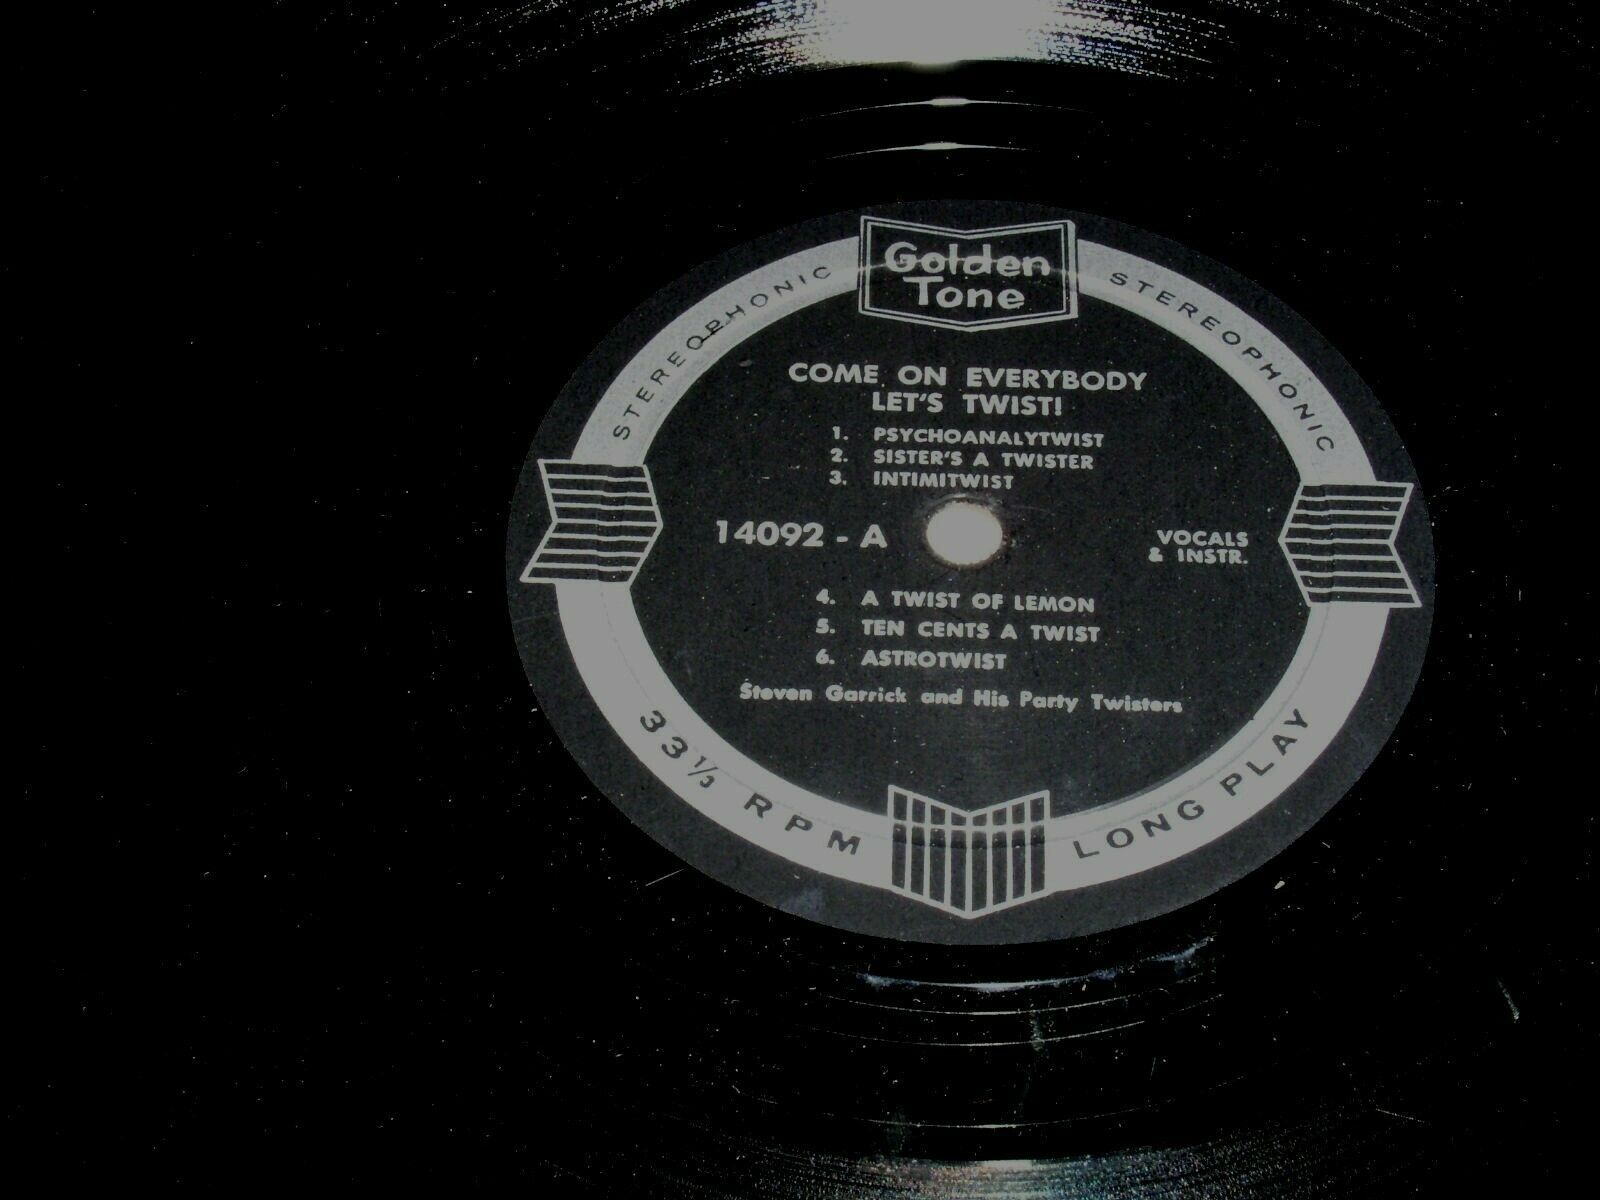 Golden
Tone
STEREOPHONIC
STEREOPHONIC
COME ON EVERYBODY
LET'S TWIST!
1. PSYCHOANALYTWIST
2. SISTER'S A TWISTER
3. INTIMITWIST
14092 - A
VOCALS
& INSTR.
4. A TWIST OF LEMON
5. TEN CENTS A TWIST
6. ASTROTWIST
Steven Garrick and His Party Twisters
33⅓ RPM
LONG PLAY